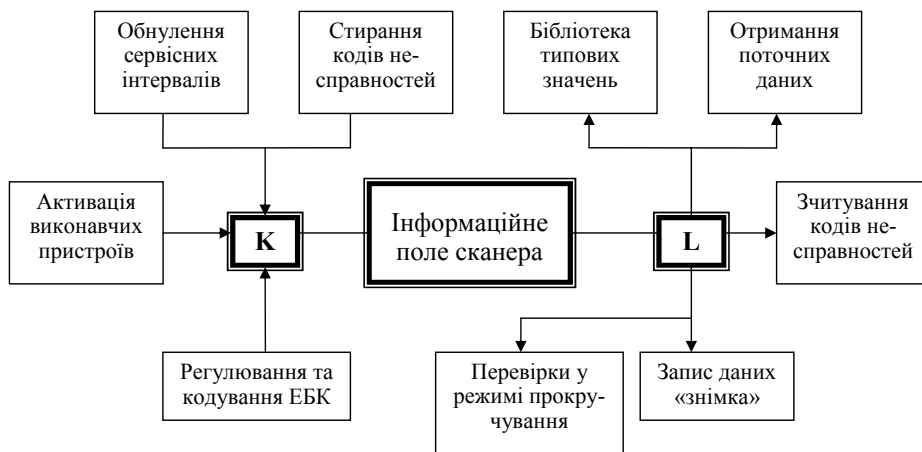 Обнулення
сервісних
інтервалів
Стирання
кодів не-
справностей
Бібліотека
типових
значень
Отримання
поточних
даних
Активація
виконавчих
пристроїв
K
Інформаційне
поле сканера
L
Зчитування
кодів не-
справностей
Регулювання та
кодування ЕБК
Перевірки у
режимі прокру-
чування
Запис даних
«знімка»